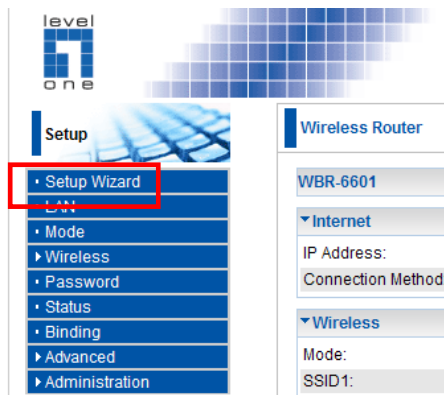 level
one
Setup
Setup Wizard
LAN
Mode
Wireless
Password
Status
Binding
Advanced
Administration
Wireless Router
WBR-6601
Internet
IP Address:
Connection Method
Wireless
Mode:
SSID1: